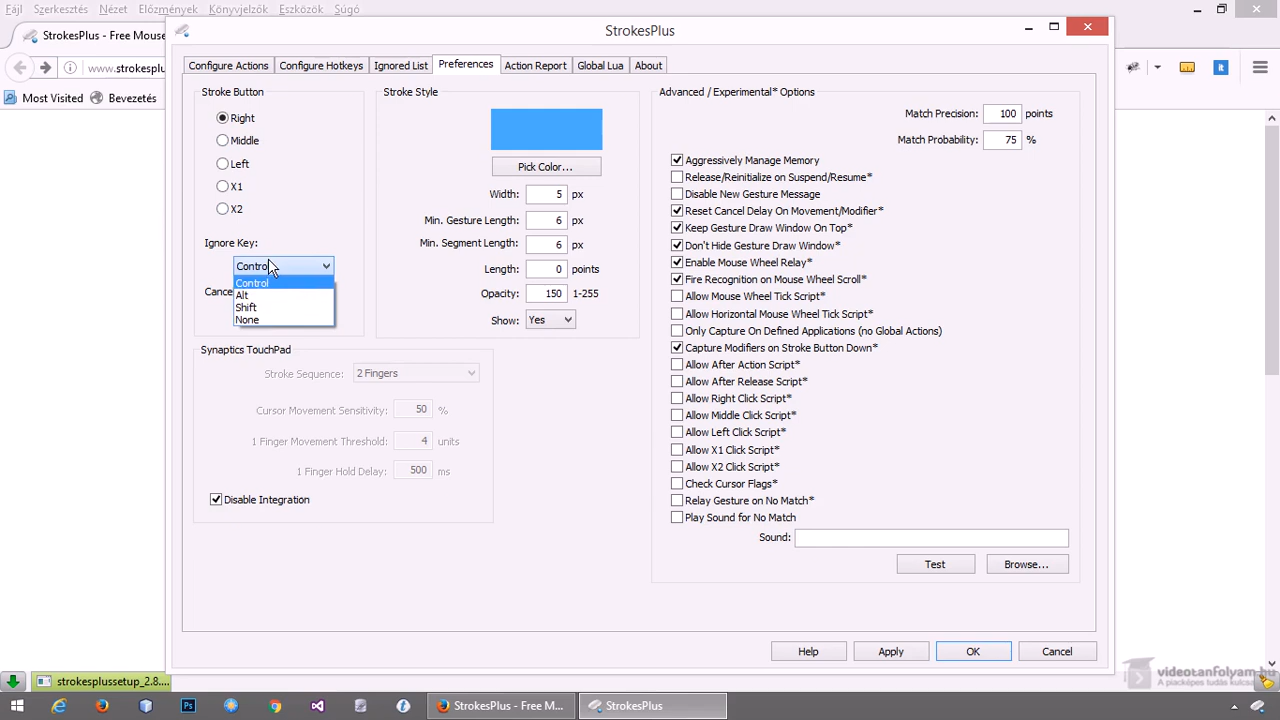 Fájl Szerkesztés Nézet Előzmények Könyvjelzők Eszközök Súgó
StrokesPlus
StrokesPlus - Free Mouse
www.strokesplu
Most Visited Bevezetés
Configure Actions Configure Hotkeys Ignored List Preferences Action Report Global Lua About
Stroke Button
Right
Middle
Left
X1
X2
Ignore Key:
Control
Control
Alt
Shift
None
Cance
Stroke Style
Pick Color...
Width: 5 px
Min. Gesture Length: 6 px
Min. Segment Length: 6 px
Length: 0 points
Opacity: 150 1-255
Show: Yes
Synaptics TouchPad
Stroke Sequence: 2 Fingers
Cursor Movement Sensitivity: 50 %
1 Finger Movement Threshold: 4 units
1 Finger Hold Delay: 500 ms
Disable Integration
Advanced / Experimental* Options
Match Precision: 100 points
Match Probability: 75 %
Aggressively Manage Memory
Release/Reinitialize on Suspend/Resume*
Disable New Gesture Message
Reset Cancel Delay On Movement/Modifier*
Keep Gesture Draw Window On Top*
Don't Hide Gesture Draw Window*
Enable Mouse Wheel Relay*
Fire Recognition on Mouse Wheel Scroll*
Allow Mouse Wheel Tick Script*
Allow Horizontal Mouse Wheel Tick Script*
Only Capture On Defined Applications (no Global Actions)
Capture Modifiers on Stroke Button Down*
Allow After Action Script*
Allow After Release Script*
Allow Right Click Script*
Allow Middle Click Script*
Allow Left Click Script*
Allow X1 Click Script*
Allow X2 Click Script*
Check Cursor Flags*
Relay Gesture on No Match*
Play Sound for No Match
Sound:
Test Browse...
Help Apply OK Cancel
strokesplussetup_2.8....
videotanfolyam.hu
A piacképes tudás kulcsa
StrokesPlus - Free M... StrokesPlus